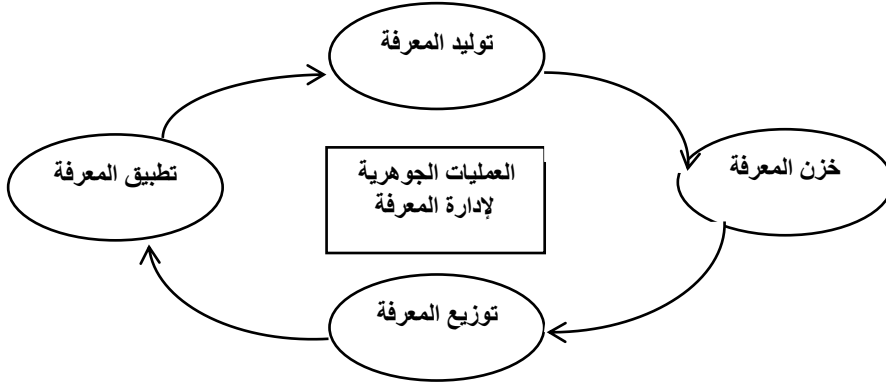 توليد المعرفة
خزن المعرفة
العمليات الجوهرية
لإدارة المعرفة
تطبيق المعرفة
توزيع المعرفة